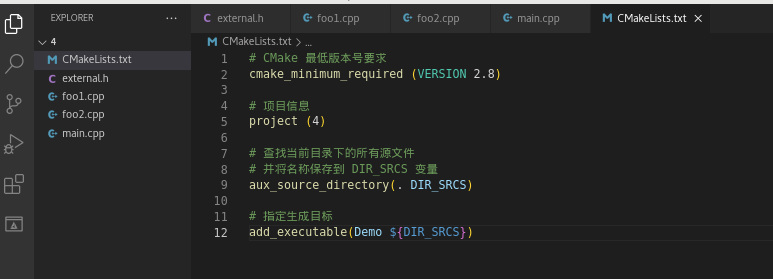 EXPLORER ...
external.h foo1.cpp foo2.cpp main.cpp CMakeLists.txt
4
CMakeLists.txt
external.h
foo1.cpp
foo2.cpp
main.cpp
CMakeLists.txt > ...
1 # CMake 最低版本号要求
2 cmake_minimum_required (VERSION 2.8)
3
4 # 项目信息
5 project (4)
6
7 # 查找当前目录下的所有源文件
8 # 并将名称保存到 DIR_SRCS 变量
9 aux_source_directory(. DIR_SRCS)
10
11 # 指定生成目标
12 add_executable(Demo ${DIR_SRCS})